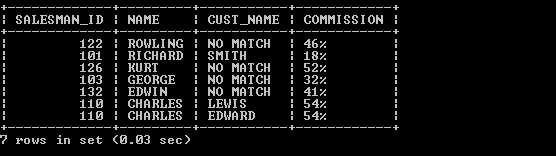 +-------------+---------+-----------+------------+
| SALESMAN_ID | NAME    | CUST_NAME | COMMISSION |
+-------------+---------+-----------+------------+
|         122 | ROWLING | NO MATCH  | 46%        |
|         101 | RICHARD | SMITH     | 18%        |
|         126 | KURT    | NO MATCH  | 52%        |
|         103 | GEORGE  | NO MATCH  | 32%        |
|         132 | EDWIN   | NO MATCH  | 41%        |
|         110 | CHARLES | LEWIS     | 54%        |
|         110 | CHARLES | EDWARD    | 54%        |
+-------------+---------+-----------+------------+
7 rows in set (0.03 sec)